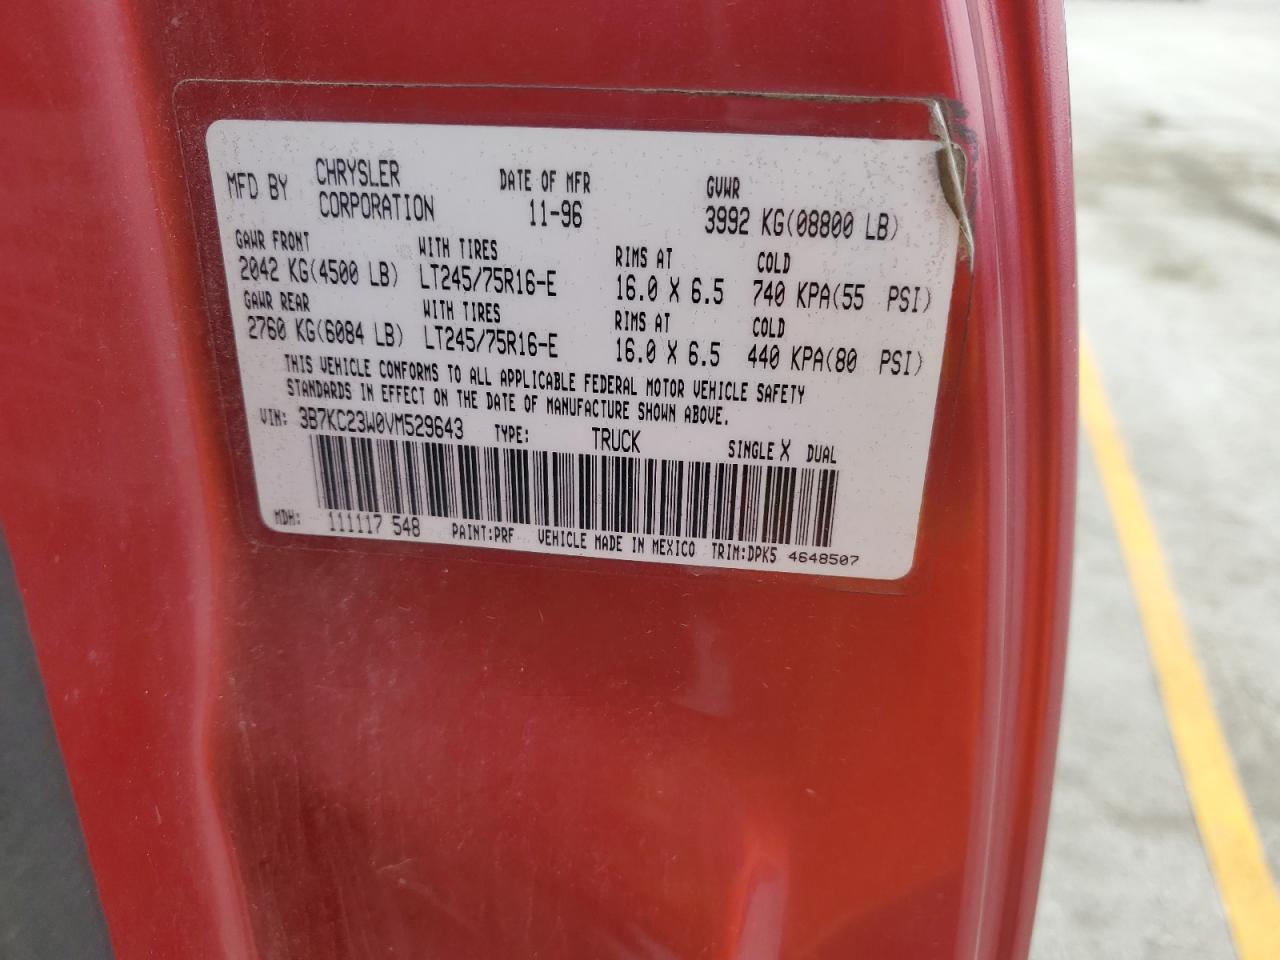 MFD BY CHRYSLER CORPORATION DATE OF MFR 11-96 GVWR 3992 KG(08800 LB)
GAWR FRONT WITH TIRES RIMS AT COLD
2042 KG(4500 LB) LT245/75R16-E 16.0 X 6.5 740 KPA(55 PSI)
GAWR REAR WITH TIRES RIMS AT COLD
2760 KG(6084 LB) LT245/75R16-E 16.0 X 6.5 440 KPA(80 PSI)
THIS VEHICLE CONFORMS TO ALL APPLICABLE FEDERAL MOTOR VEHICLE SAFETY
STANDARDS IN EFFECT ON THE DATE OF MANUFACTURE SHOWN ABOVE.
VIN: 3B7KC23W0VM529643 TYPE: TRUCK SINGLE X DUAL
MDH: 111117 548 PAINT:PRF VEHICLE MADE IN MEXICO TRIM:DPK5 4648507